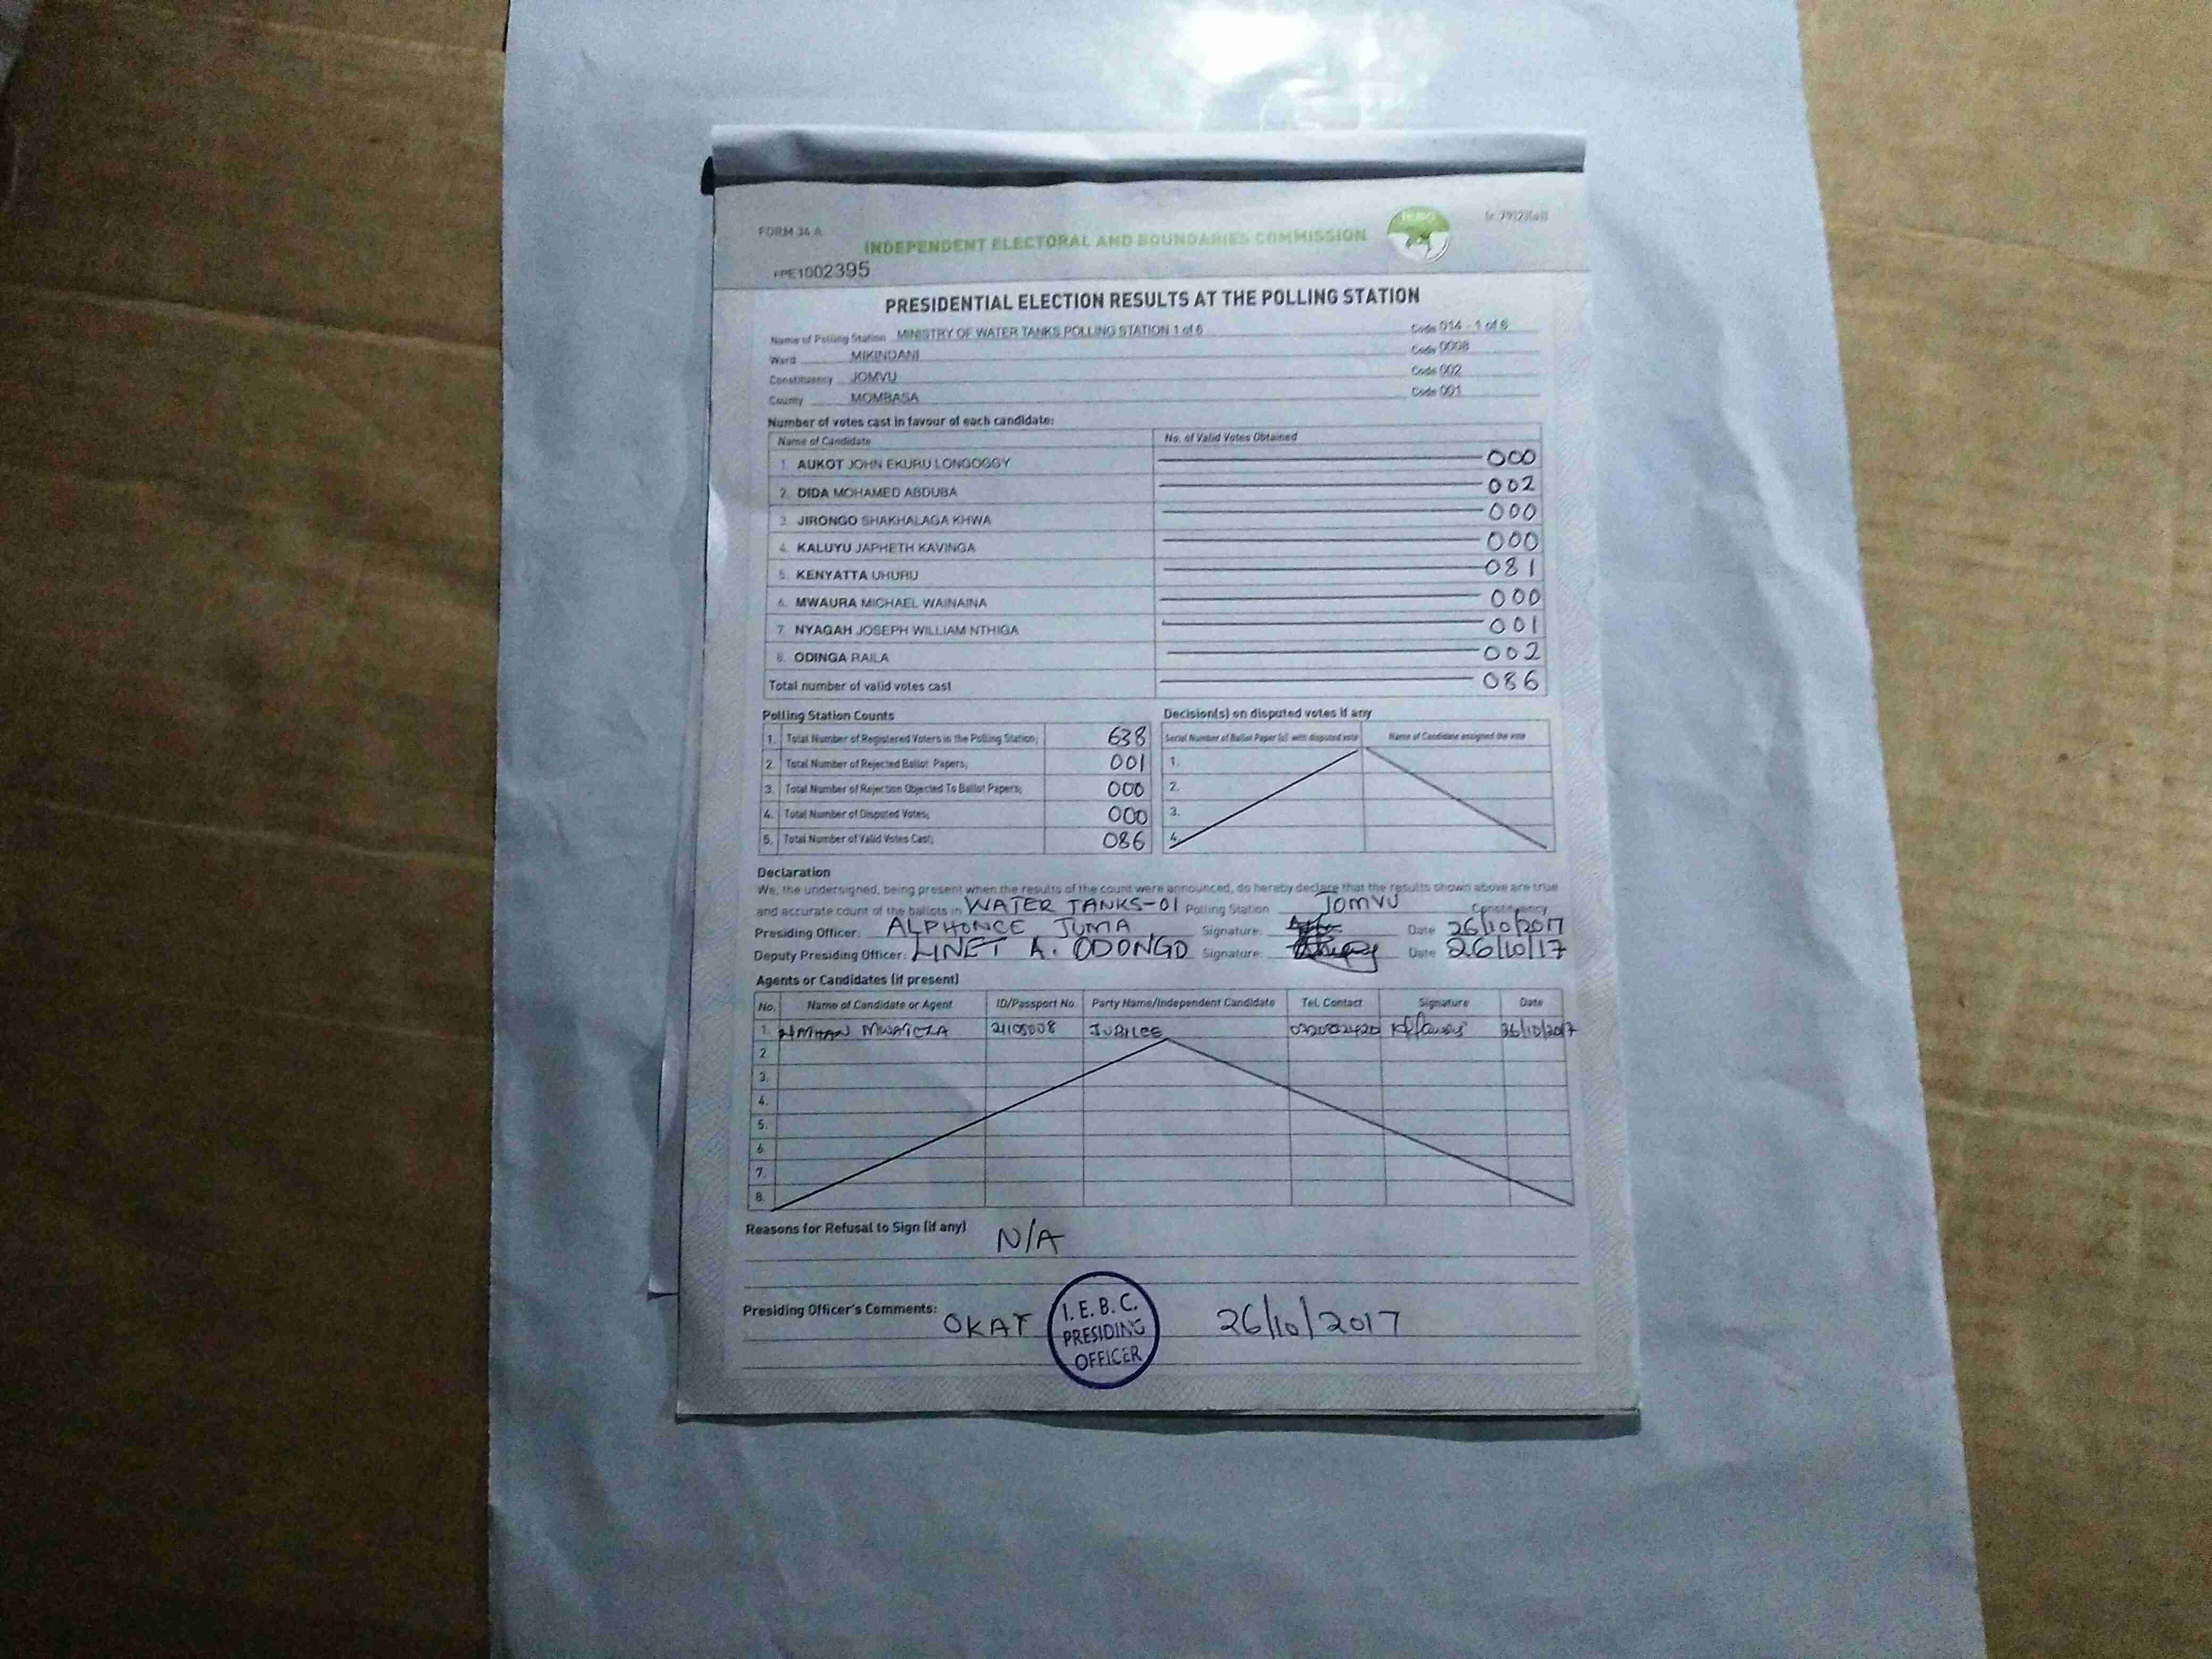 FORM 34 A
INDEPENDENT ELECTORAL AND BOUNDARIES COMMISSION
1002395
PRESIDENTIAL ELECTION RESULTS AT THE POLLING STATION
Name of Polling Station MINISTRY OF WATER TANKS POLLING STATION 1 of 6 Code 014 - 1 of 6
Ward MIKINDANI Code 0008
Constituency JOMVU Code 002
County MOMBASA Code 001
Number of votes cast in favour of each candidate:
Name of Candidate No. of Valid Votes Obtained
1. AUKOT JOHN EKURU LONGOGGY 000
2. DIDA MOHAMED ABDUBA 002
3. JIRONGO SHAKHALAGA KHWA 000
4. KALUYU JAPHETH KAVINGA 000
5. KENYATTA UHURU 081
6. MWAURA MICHAEL WAINAINA 000
7. NYAGAH JOSEPH WILLIAM NTHIGA 001
8. ODINGA RAILA 002
Total number of valid votes cast 086
Polling Station Counts
1. Total Number of Registered Voters in the Polling Station; 638
2. Total Number of Rejected Ballot Papers; 001
3. Total Number of Rejection Objected To Ballot Papers; 000
4. Total Number of Disputed Votes; 000
5. Total Number of Valid Votes Cast; 086
Decision(s) on disputed votes if any
Serial Number of Ballot Paper (s) with disputed vote Name of Candidate assigned the vote
1.
2.
3.
4.
Declaration
We, the undersigned, being present when the results of the count were announced, do hereby declare that the results shown above are true
and accurate count of the ballots in WATER TANKS-01 Polling Station JOMVU Constituency
Presiding Officer: ALPHONCE JUMA Signature: Date 26/10/2017
Deputy Presiding Officer: LINET A. ODONGO Signature: Date 26/10/17
Agents or Candidates (if present)
No. Name of Candidate or Agent ID/Passport No. Party Name/Independent Candidate Tel. Contact Signature Date
1. JUBILEE 26/10/2017
2.
3.
4.
5.
6.
7.
8.
Reasons for Refusal to Sign (if any) N/A
Presiding Officer's Comments: OKAY 26/10/2017
I.E.B.C.
PRESIDING
OFFICER